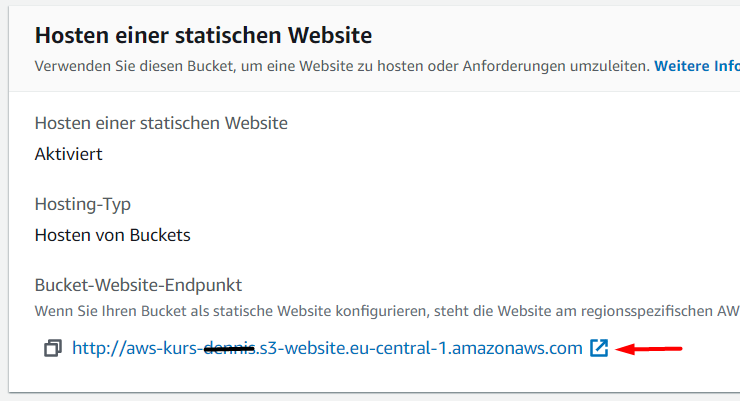 Hosten einer statischen Website
Verwenden Sie diesen Bucket, um eine Website zu hosten oder Anforderungen umzuleiten. Weitere Info
Hosten einer statischen Website
Aktiviert
Hosting-Typ
Hosten von Buckets
Bucket-Website-Endpunkt
Wenn Sie Ihren Bucket als statische Website konfigurieren, steht die Website am regionsspezifischen AW
http://aws-kurs-.s3-website.eu-central-1.amazonaws.com